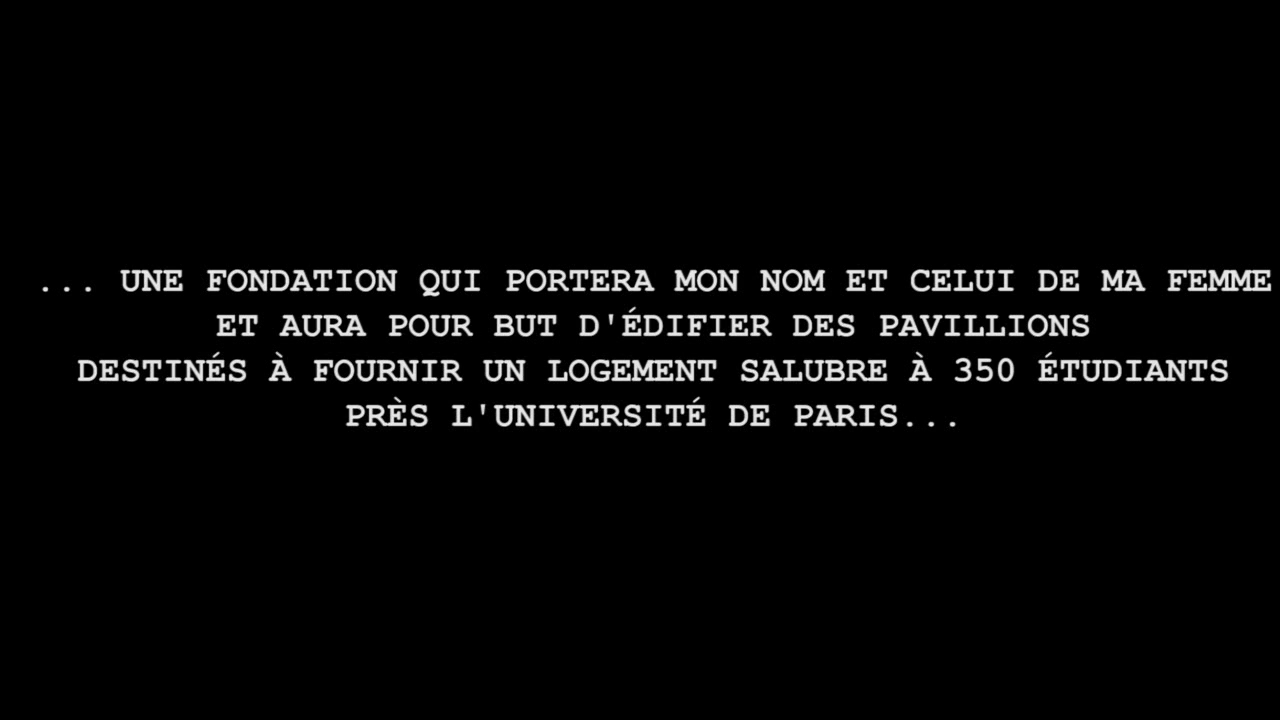 ... UNE FONDATION QUI PORTERA MON NOM ET CELUI DE MA FEMME
ET AURA POUR BUT D'ÉDIFIER DES PAVILLIONS
DESTINÉS À FOURNIR UN LOGEMENT SALUBRE À 350 ÉTUDIANTS
PRÈS L'UNIVERSITÉ DE PARIS...